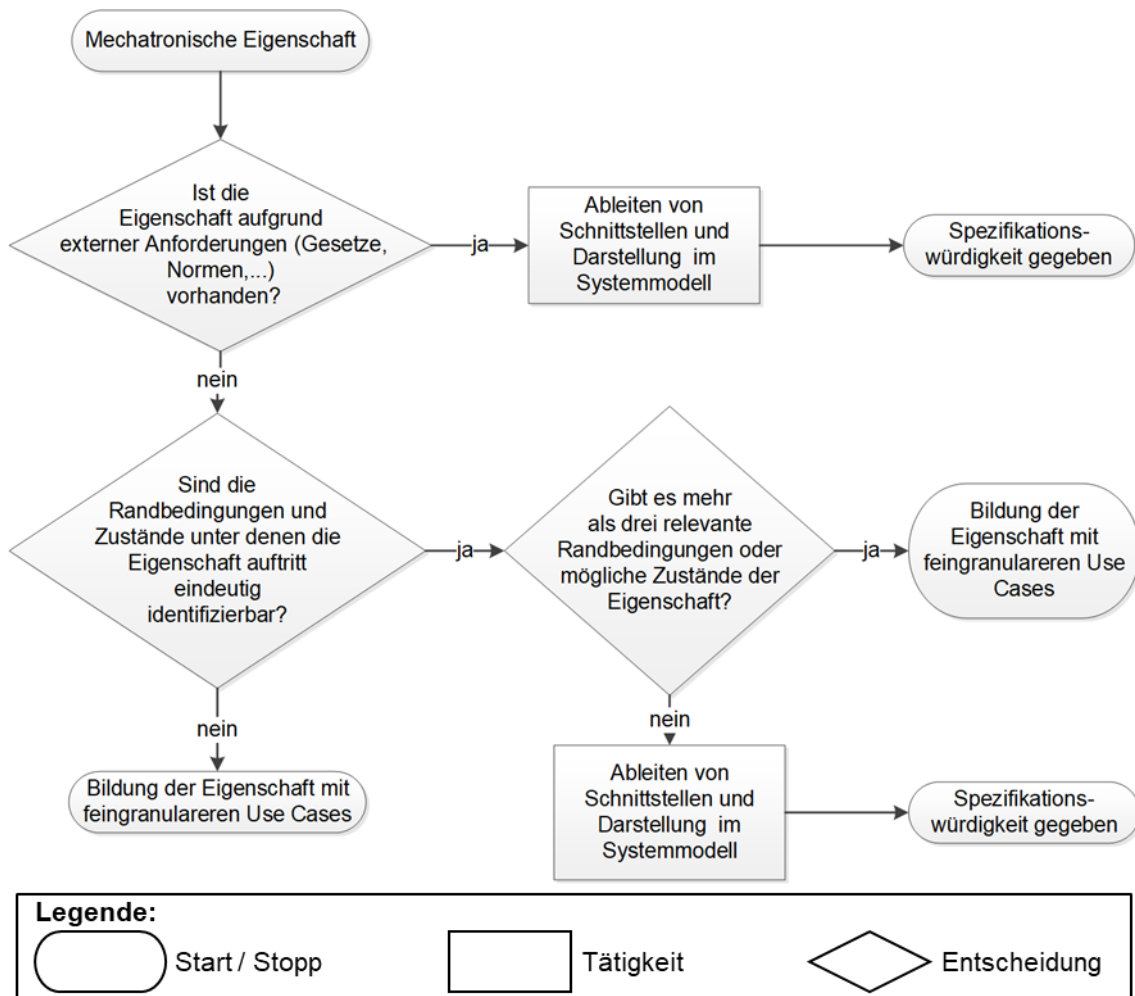 Mechatronische Eigenschaft
Ist die
Eigenschaft aufgrund
externer Anforderungen (Gesetze,
Normen,...)
vorhanden?
ja
Ableiten von
Schnittstellen und
Darstellung im
Systemmodell
Spezifikations-
würdigkeit gegeben
nein
Sind die
Randbedingungen und
Zustände unter denen die
Eigenschaft auftritt
eindeutig
identifizierbar?
ja
Gibt es mehr
als drei relevante
Randbedingungen oder
mögliche Zustände der
Eigenschaft?
ja
Bildung der
Eigenschaft mit
feingranulareren Use
Cases
nein
Bildung der Eigenschaft mit
feingranulareren Use Cases
nein
Ableiten von
Schnittstellen und
Darstellung im
Systemmodell
Spezifikations-
würdigkeit gegeben
Legende:
Start / Stopp
Tätigkeit
Entscheidung